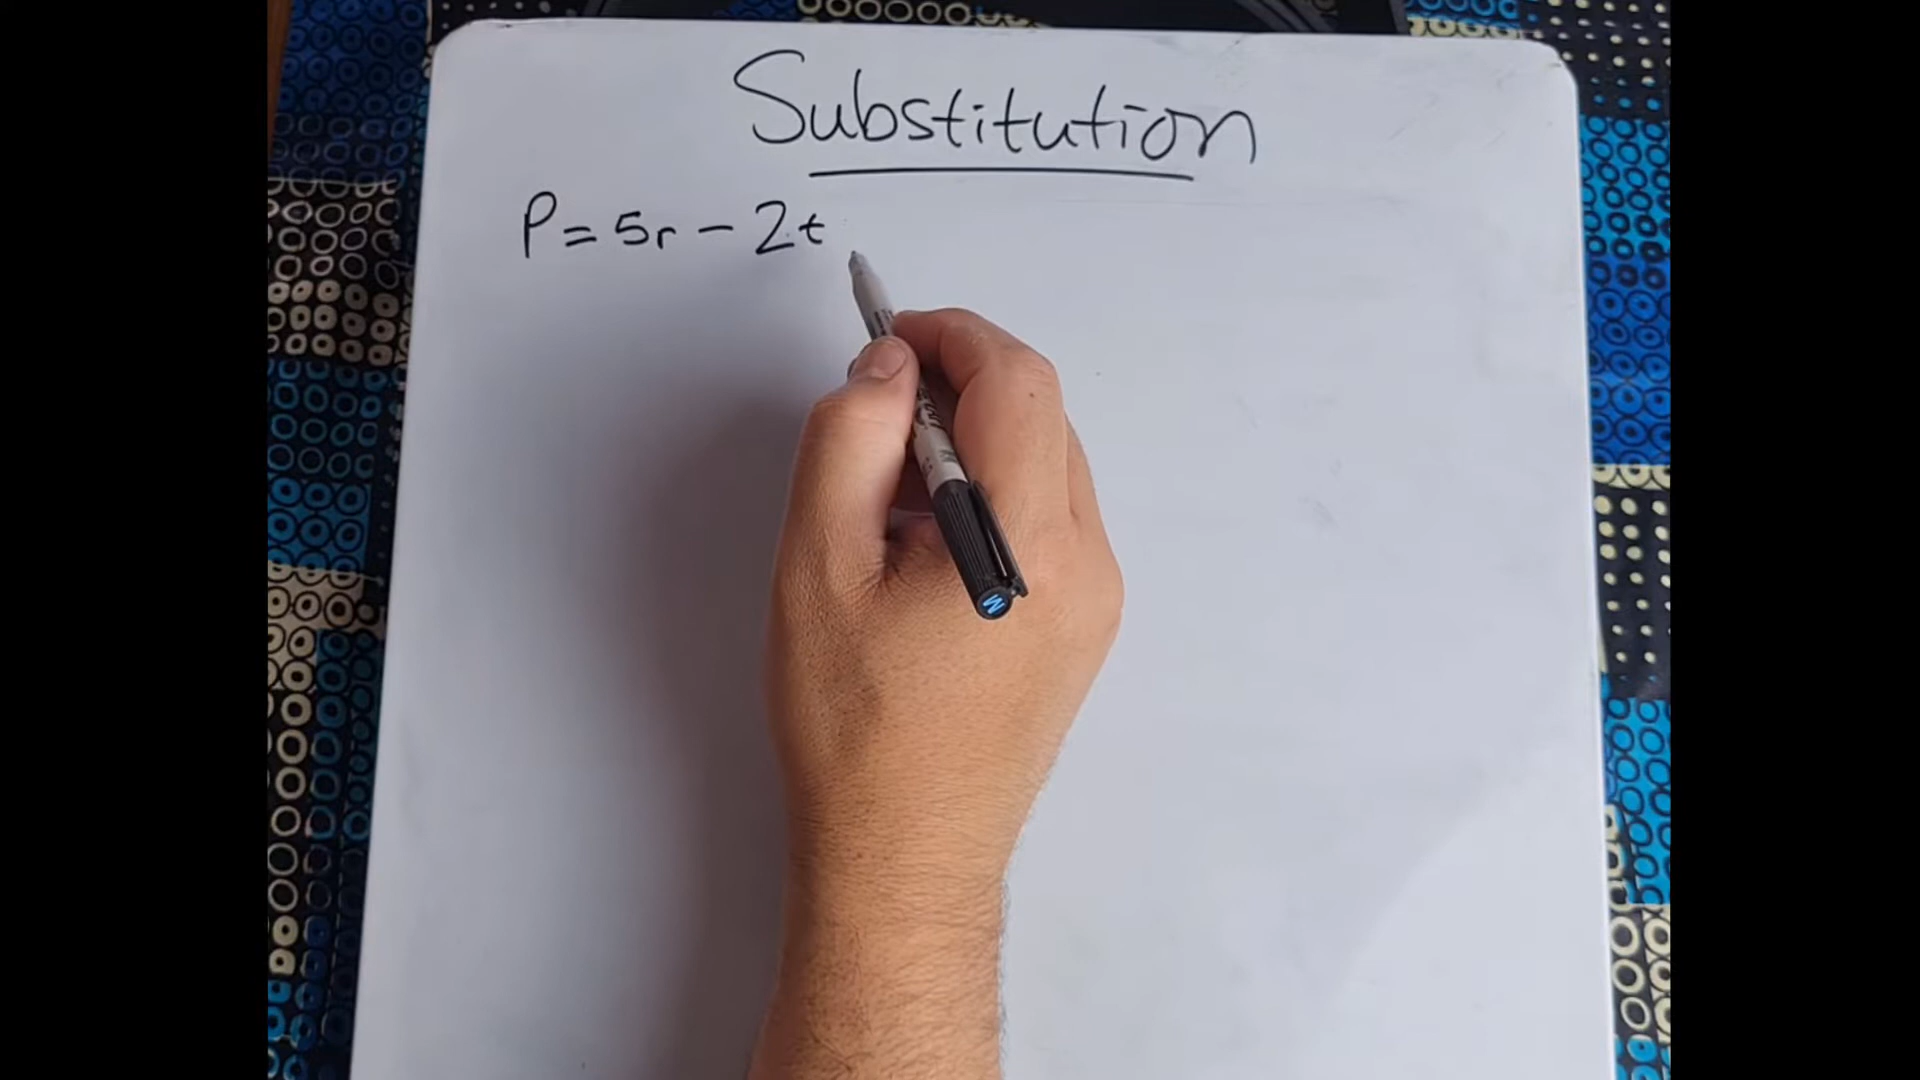 Substitution
P = 5r - 2t